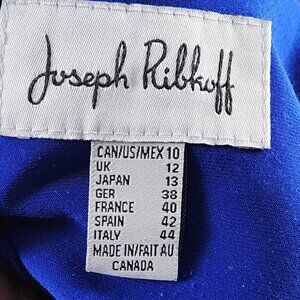 Joseph Ribkoff
CAN/US/MEX 10
UK 12
JAPAN 13
GER 38
FRANCE 40
SPAIN 42
ITALY 44
MADE IN/FAIT AU
CANADA